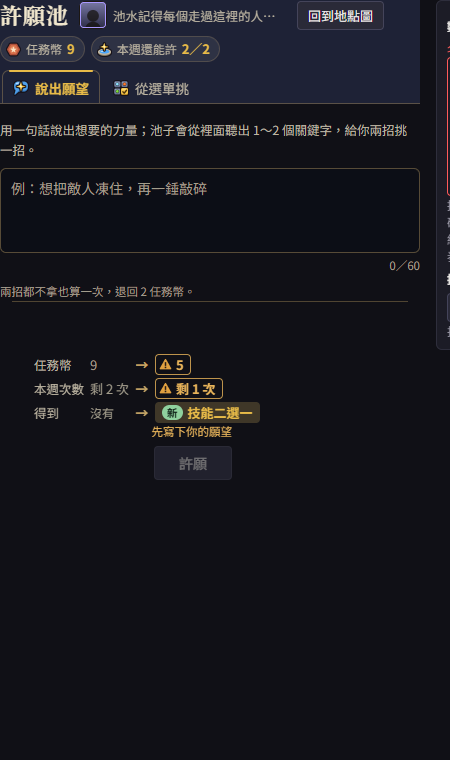 許願池
池水記得每個走過這裡的人…
回到地點圖
任務幣 9
本週還能許 2／2
說出願望
從選單挑
用一句話說出想要的力量；池子會從裡面聽出 1～2 個關鍵字，給你兩招挑
一招。
例：想把敵人凍住，再一錘敲碎
0／60
兩招都不拿也算一次，退回 2 任務幣。
任務幣 9 → 5
本週次數 剩 2 次 → 剩 1 次
得到 沒有 → 新 技能二選一
先寫下你的願望
許願